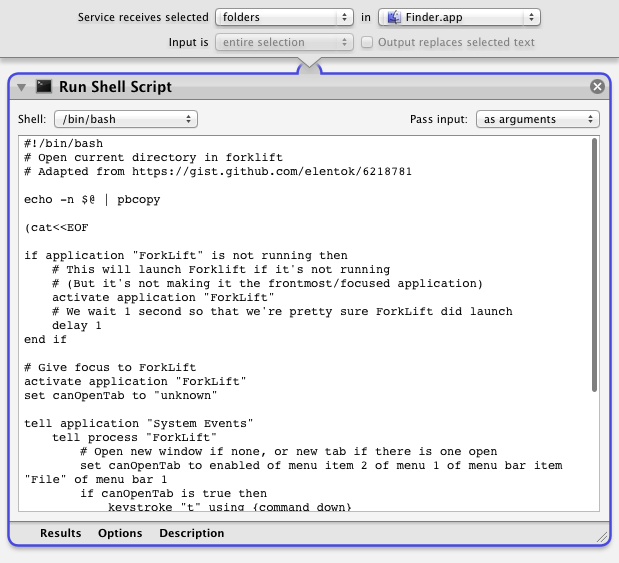 Service receives selected folders in Finder.app
Input is entire selection Output replaces selected text
Run Shell Script
Shell: /bin/bash Pass input: as arguments
#!/bin/bash
# Open current directory in forklift
# Adapted from https://gist.github.com/elentok/6218781
echo -n $@ | pbcopy
(cat<<EOF
if application "ForkLift" is not running then
# This will launch Forklift if it's not running
# (But it's not making it the frontmost/focused application)
activate application "ForkLift"
# We wait 1 second so that we're pretty sure ForkLift did launch
delay 1
end if
# Give focus to ForkLift
activate application "ForkLift"
set canOpenTab to "unknown"
tell application "System Events"
tell process "ForkLift"
# Open new window if none, or new tab if there is one open
set canOpenTab to enabled of menu item 2 of menu 1 of menu bar item
"File" of menu bar 1
if canOpenTab is true then
keystroke "t" using {command down}
Results Options Description